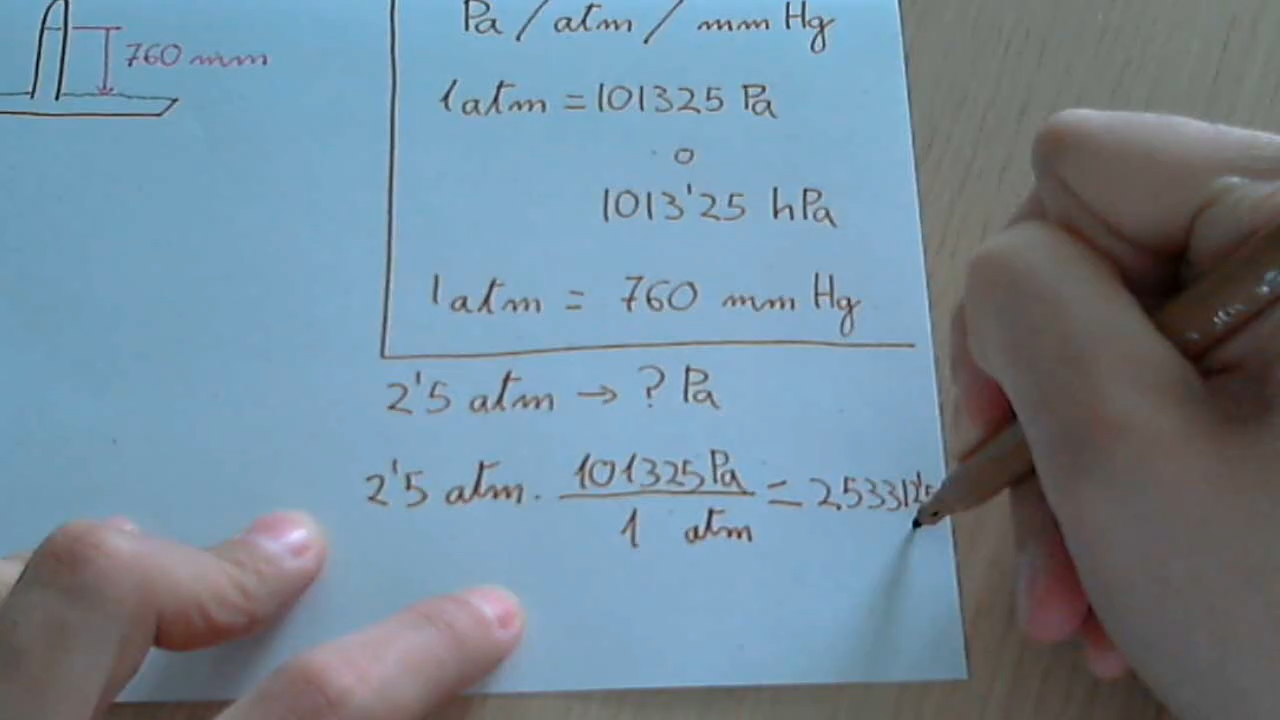 760 mm
Pa / atm / mm Hg
1 atm = 101325 Pa
o
1013'25 hPa
1 atm = 760 mm Hg
2'5 atm → ? Pa
2'5 atm · 101325 Pa / 1 atm = 253312'5